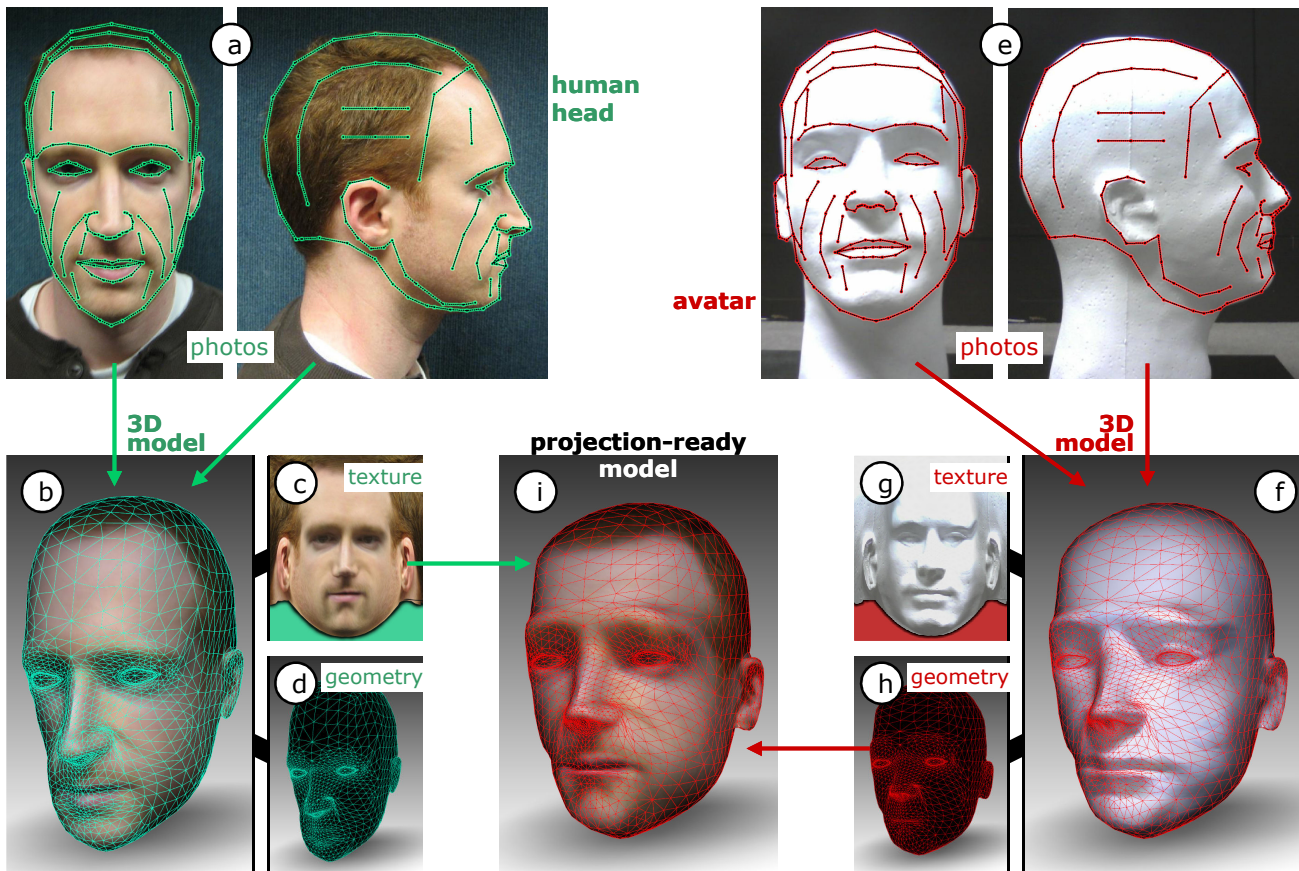 a
e
human
head
avatar
photos
photos
3D
model
3D
model
projection-ready
model
b
c
texture
i
g
texture
f
d
geometry
h
geometry